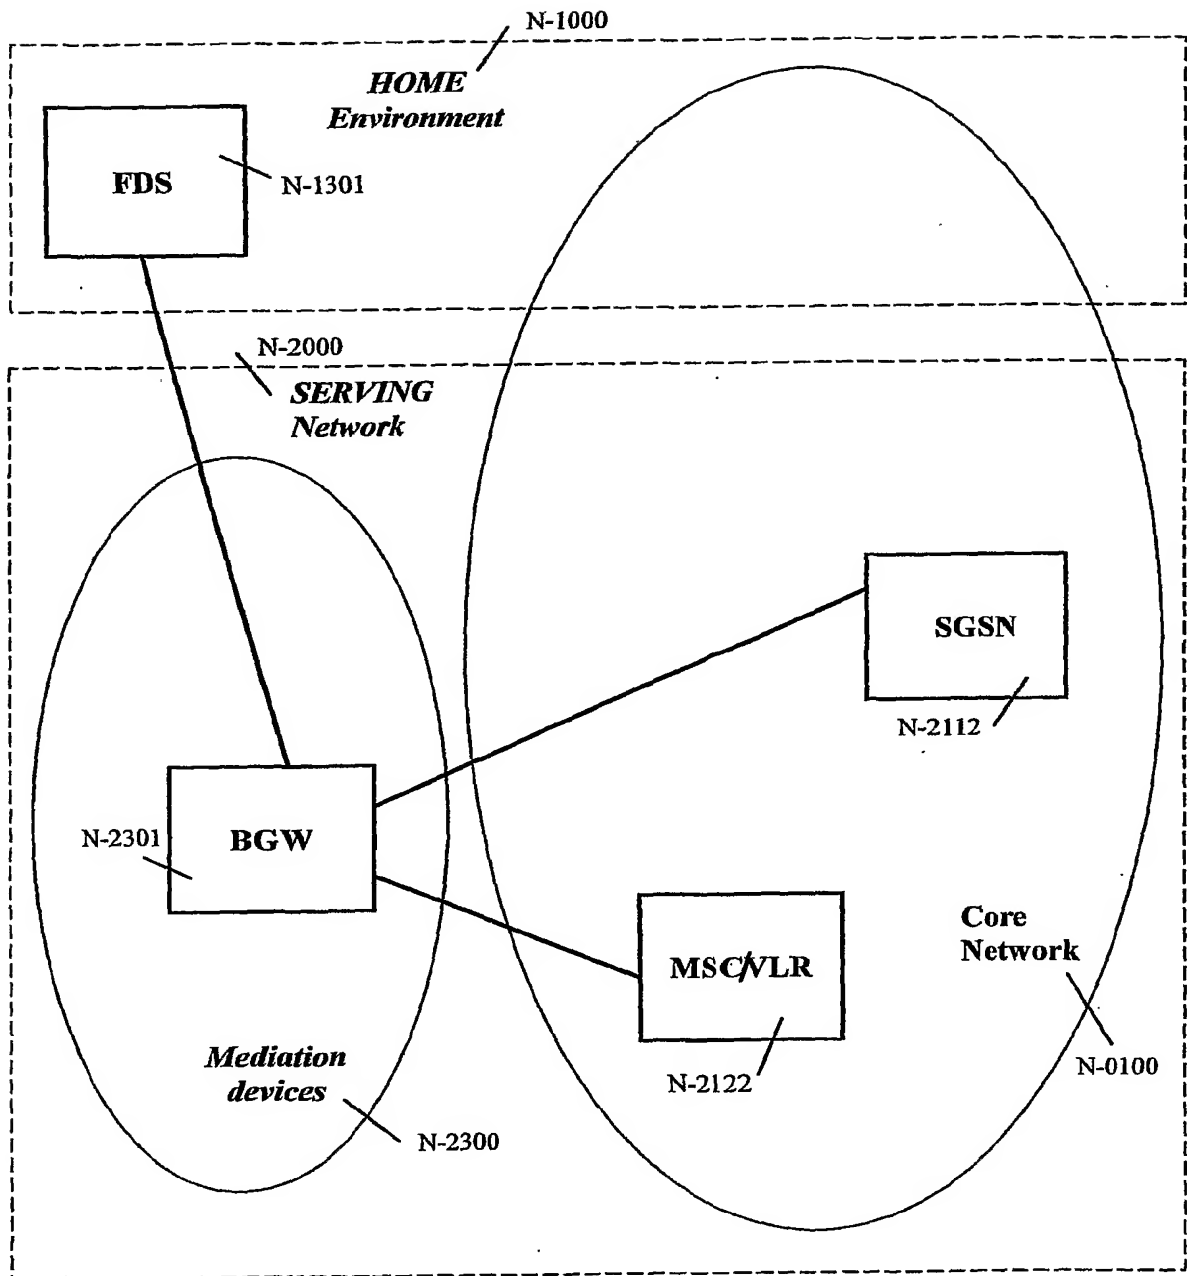 N-1000
HOME
Environment
FDS
N-1301
N-2000
SERVING
Network
SGSN
N-2112
N-2301
BGW
MSC/VLR
Core
Network
N-2122
N-0100
Mediation
devices
N-2300